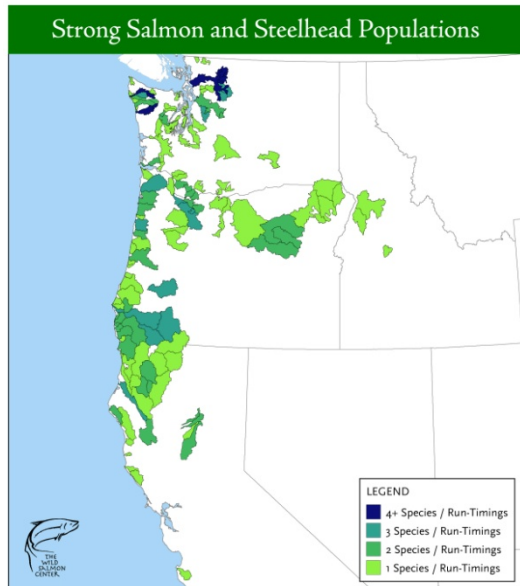 Strong Salmon and Steelhead Populations
LEGEND
4+ Species / Run-Timings
3 Species / Run-Timings
2 Species / Run-Timings
1 Species / Run-Timings
THE
WILD
SALMON
CENTER